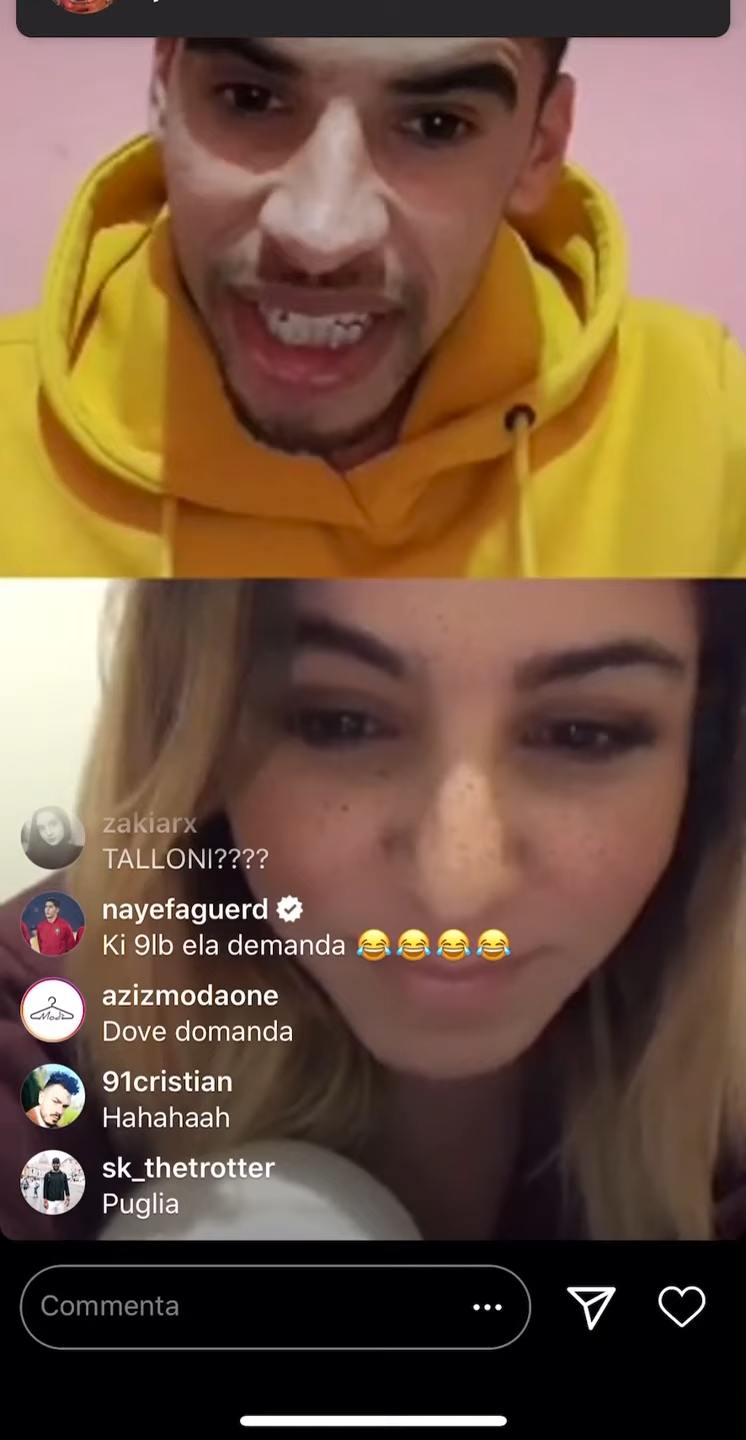 zakiarx
TALLONI????
nayefaguerd
Ki 9lb ela demanda 😂😂😂😂
azizmodaone
Dove domanda
91cristian
Hahahaah
sk_thetrotter
Puglia
Commenta